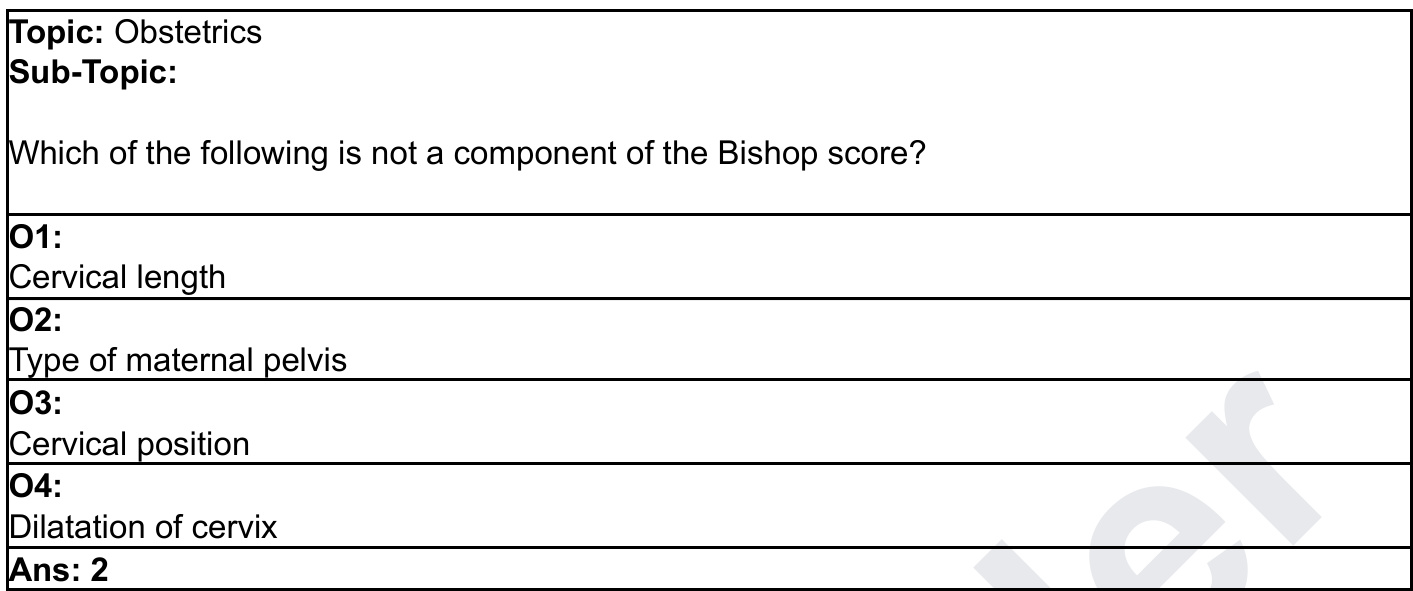 Topic: Obstetrics
Sub-Topic:
Which of the following is not a component of the Bishop score?
O1:
Cervical length
O2:
Type of maternal pelvis
O3:
Cervical position
O4:
Dilatation of cervix
Ans: 2